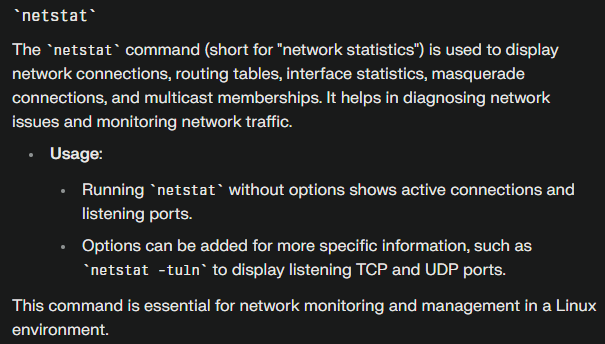 `netstat`
The `netstat` command (short for "network statistics") is used to display
network connections, routing tables, interface statistics, masquerade
connections, and multicast memberships. It helps in diagnosing network
issues and monitoring network traffic.
• Usage:
• Running `netstat` without options shows active connections and
listening ports.
• Options can be added for more specific information, such as
`netstat -tuln` to display listening TCP and UDP ports.
This command is essential for network monitoring and management in a Linux
environment.